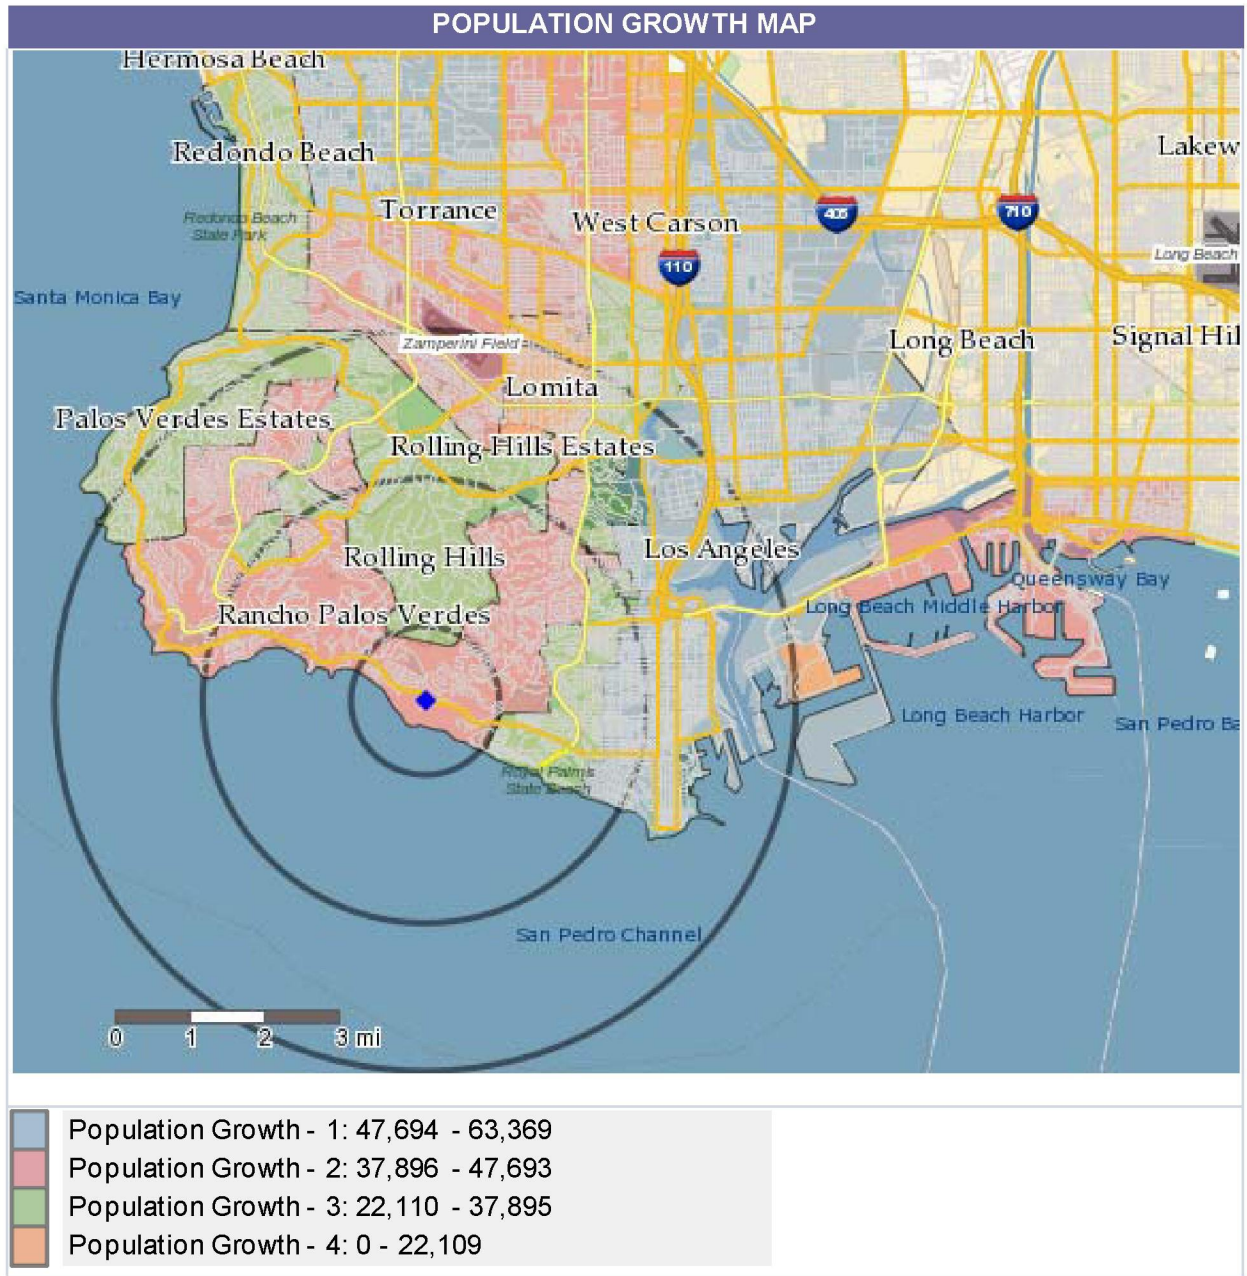 POPULATION GROWTH MAP
Hermosa Beach
Redondo Beach
Lakew
Redondo Beach
State Park
Torrance
West Carson
405
710
110
Long Beach
Santa Monica Bay
Zamperini Field
Long Beach
Signal Hil
Lomita
Palos Verdes Estates
Rolling Hills Estates
Rolling Hills
Los Angeles
Queensway Bay
Rancho Palos Verdes
Long Beach Middle Harbor
Long Beach Harbor
San Pedro Ba
Royal Palms
State Beach
San Pedro Channel
0 1 2 3 mi
Population Growth - 1: 47,694 - 63,369
Population Growth - 2: 37,896 - 47,693
Population Growth - 3: 22,110 - 37,895
Population Growth - 4: 0 - 22,109